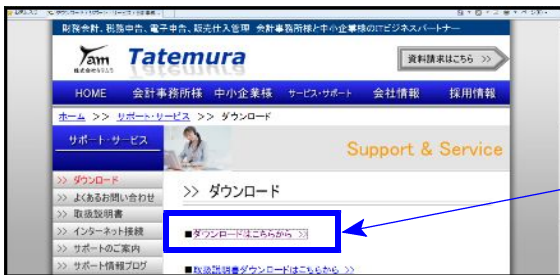 財務会計、税務申告、電子申告、販売仕入管理 会計事務所様と中小企業様のITビジネスパートナー
Tam
株式会社タテムラ
Tatemura
資料請求はこちら >>
HOME 会計事務所様 中小企業様 サービス・サポート 会社情報 採用情報
ホーム >> サポート・サービス >> ダウンロード
サポート・サービス
Support & Service
>> ダウンロード
>> よくあるお問い合わせ
>> 取扱説明書
>> インターネット接続
>> サポートのご案内
>> サポート情報ブログ
>> ダウンロード
■ダウンロードはこちらから >>
■取扱説明書ダウンロードはこちらから >>